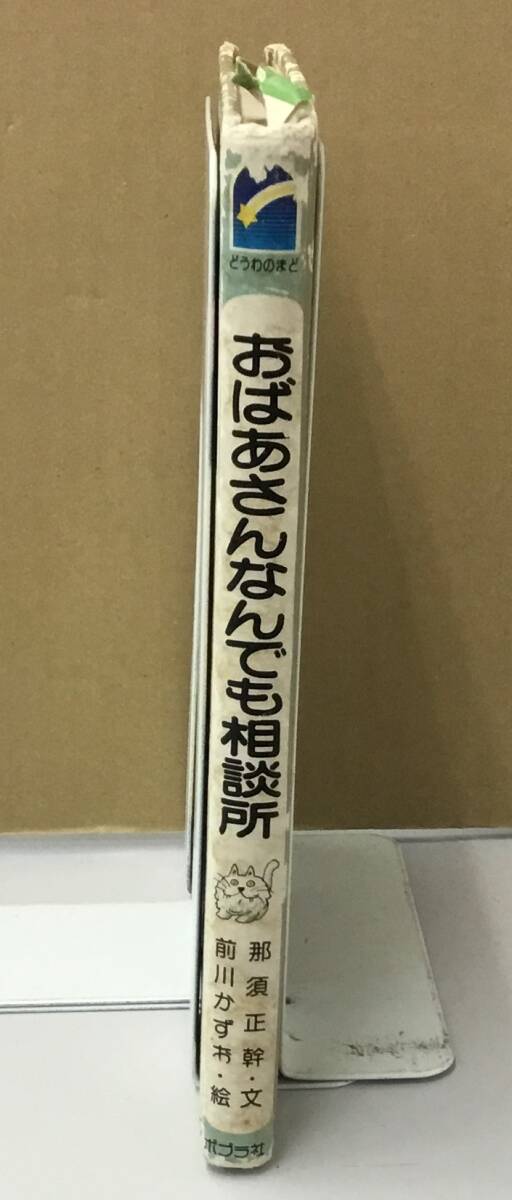 どうわのまど
おばあさんなんでも相談所
那須正幹・文
前川かずお・絵
ポプラ社